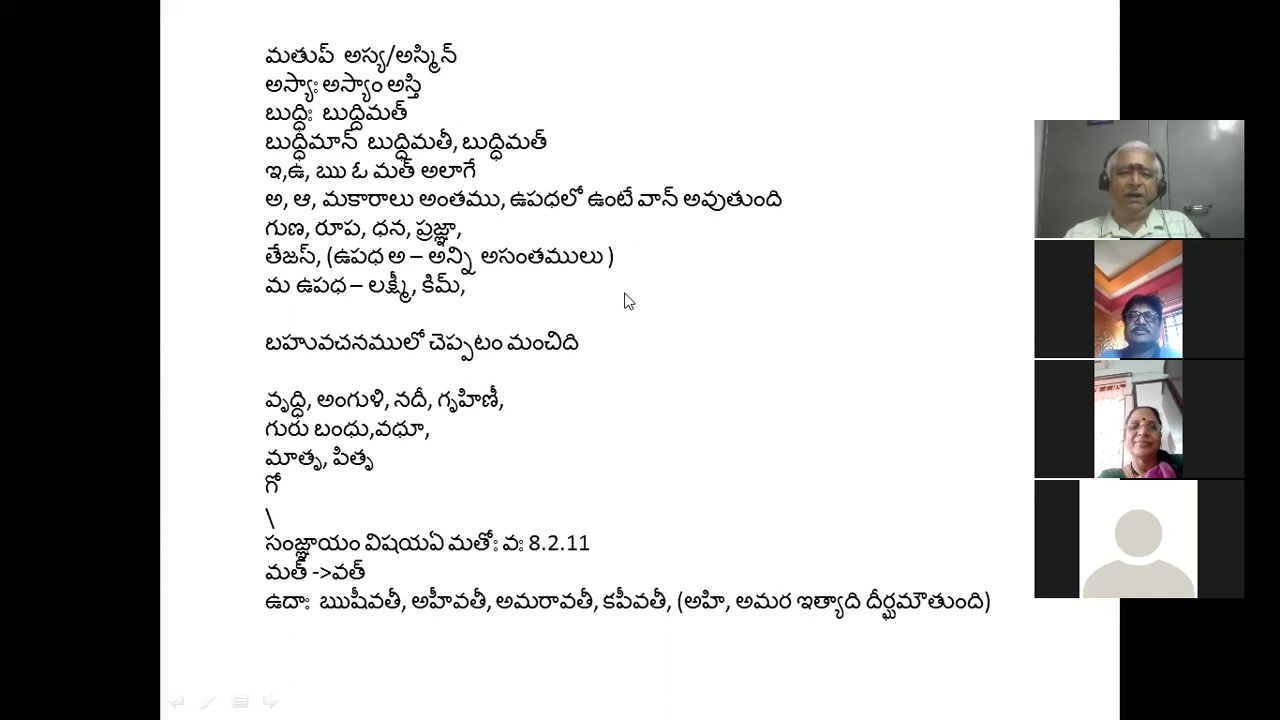 మతుప్ అస్య/అస్మిన్
అస్యాః అస్యాం అస్తి
బుద్ధిః బుద్దిమత్
బుద్ధిమాన్ బుద్ధిమతీ, బుద్ధిమత్
ఇ,ఉ, ఋ ఓ మత్ అలాగే
అ, ఆ, మకారాలు అంతము, ఉపధలో ఉంటే వాన్ అవుతుంది
గుణ, రూప, ధన, ప్రజ్ఞా,
తేజస్, (ఉపధ అ – అన్ని అసంతములు )
మ ఉపధ – లక్ష్మీ, కిమ్,
బహువచనములో చెప్పటం మంచిది
వృద్ధి, అంగుళి, నదీ, గృహిణీ,
గురు బంధు,వధూ,
మాతృ, పితృ
గో
\
సంజ్ఞాయం విషయఏ మతోః వః 8.2.11
మత్ ->వత్
ఉదాః ఋషీవతీ, అహీవతీ, అమరావతీ, కపీవతీ, (అహి, అమర ఇత్యాది దీర్ఘమౌతుంది)